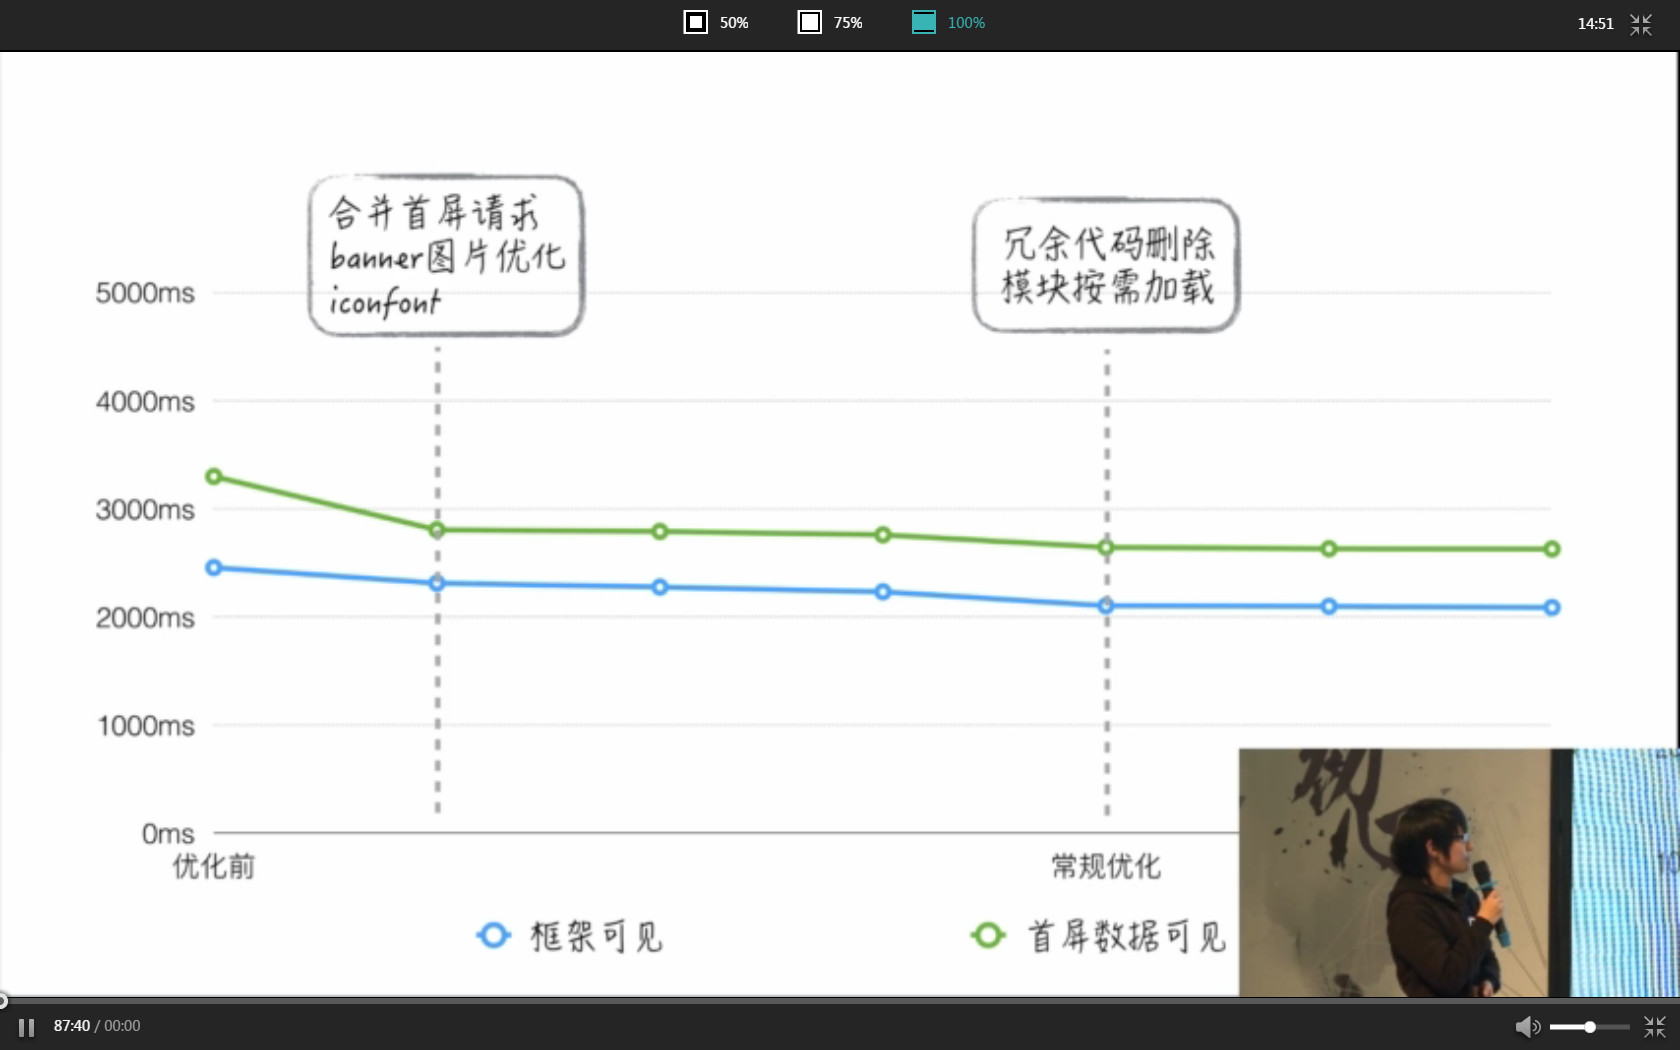 50% 75% 100% 14:51
合并首屏请求
banner图片优化
iconfont
冗余代码删除
模块按需加载
5000ms
4000ms
3000ms
2000ms
1000ms
0ms
优化前 常规优化
框架可见 首屏数据可见
87:40 / 00:00